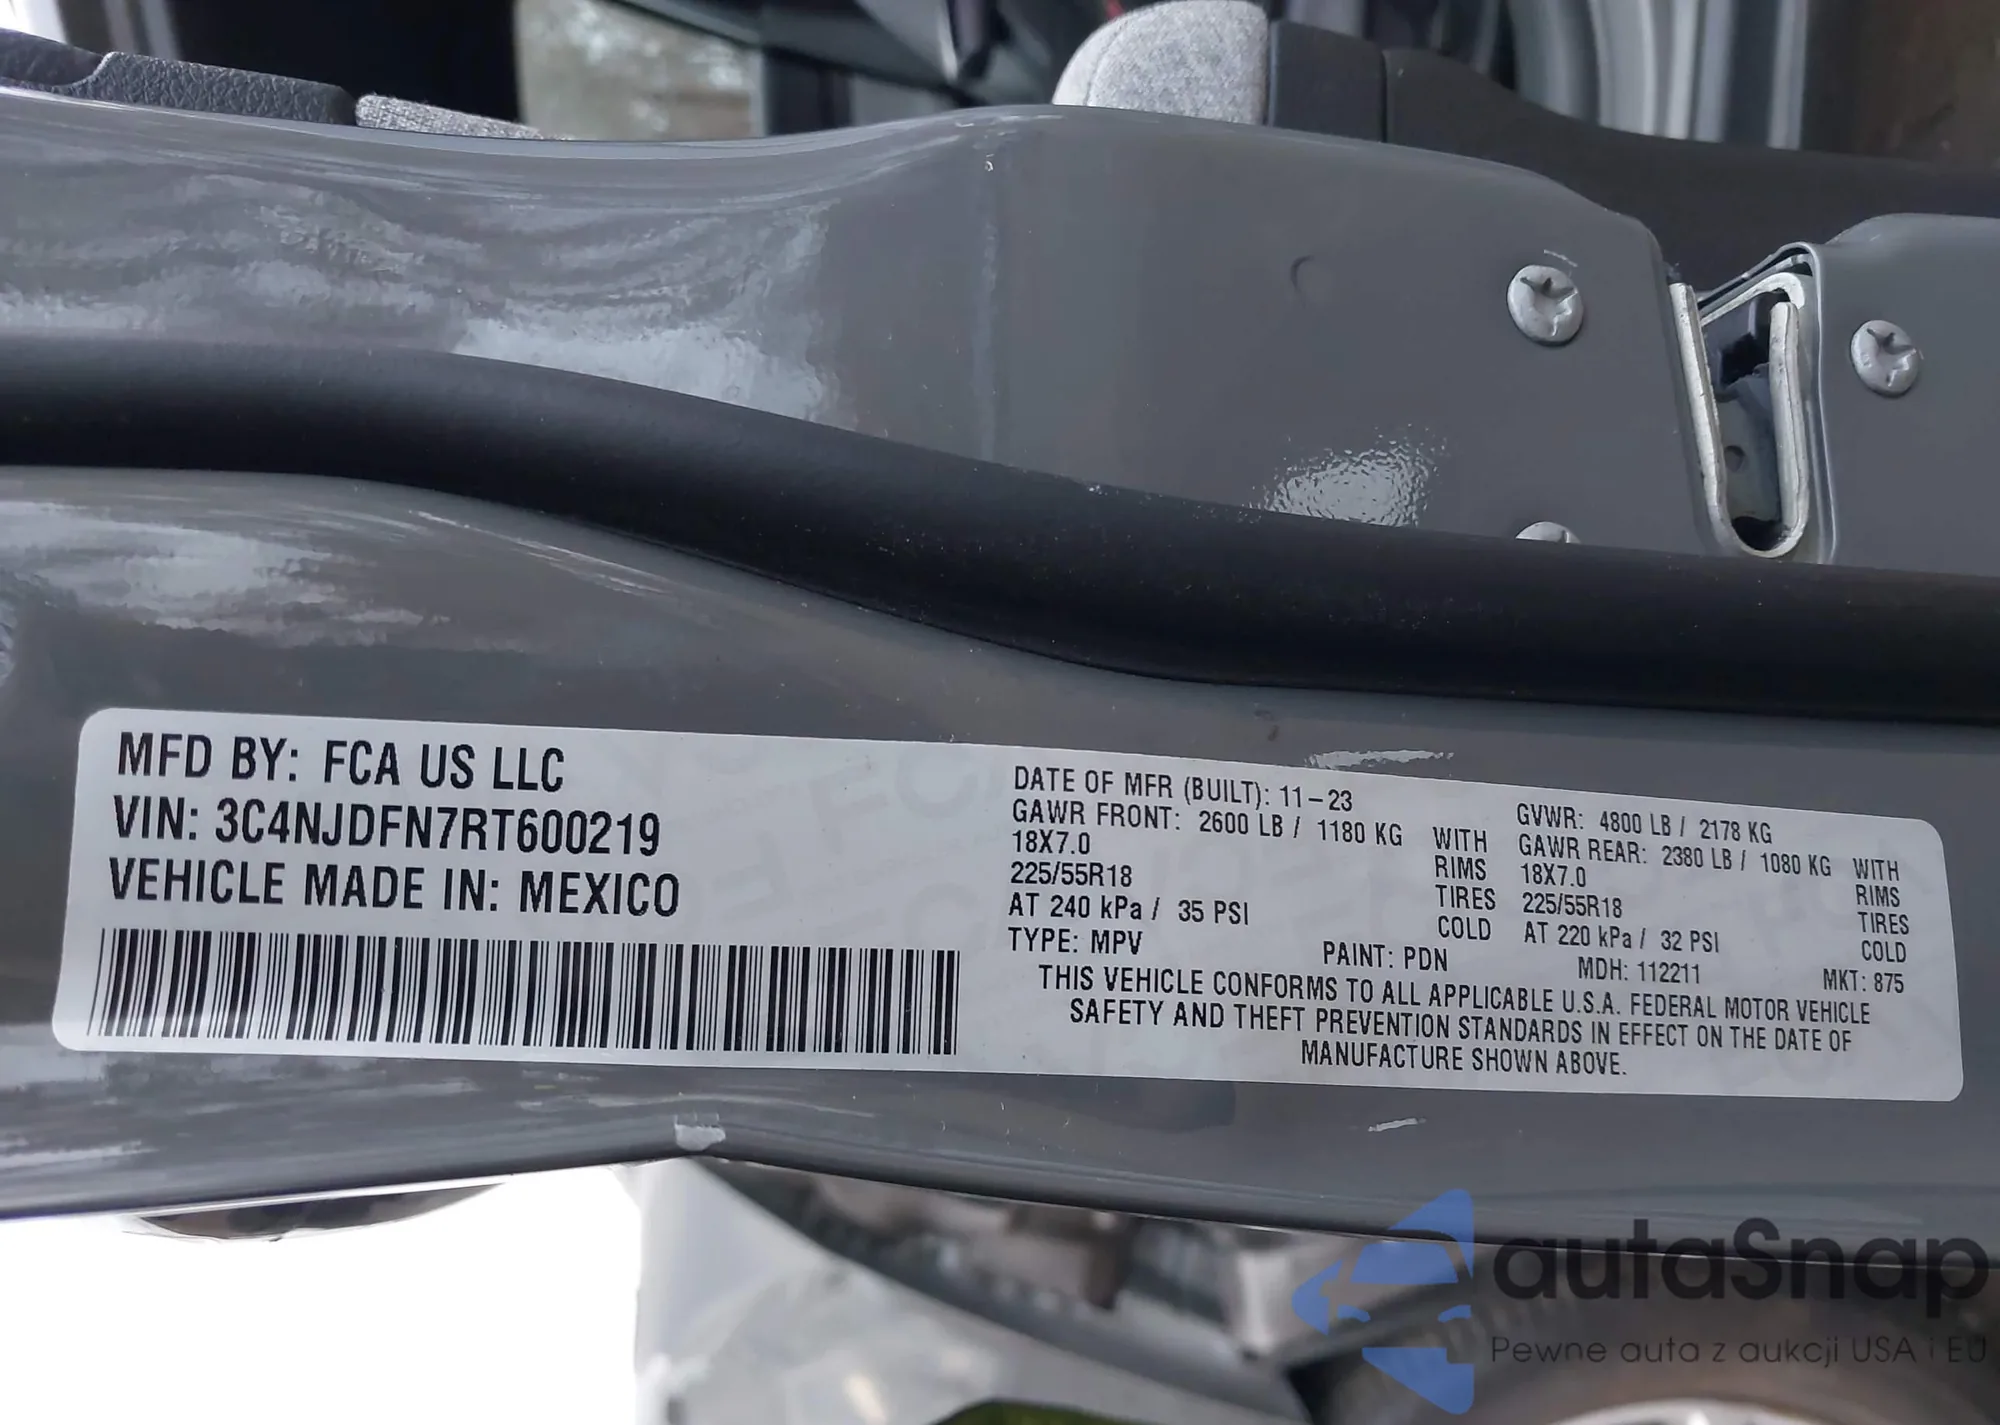 MFD BY: FCA US LLC
VIN: 3C4NJDFN7RT600219
VEHICLE MADE IN: MEXICO
DATE OF MFR (BUILT): 11-23 GVWR: 4800 LB / 2178 KG
GAWR FRONT: 2600 LB / 1180 KG WITH GAWR REAR: 2380 LB / 1080 KG WITH
18X7.0 RIMS 18X7.0 RIMS
225/55R18 TIRES 225/55R18 TIRES
AT 240 kPa / 35 PSI COLD AT 220 kPa / 32 PSI COLD
TYPE: MPV PAINT: PDN MDH: 112211 MKT: 875
THIS VEHICLE CONFORMS TO ALL APPLICABLE U.S.A. FEDERAL MOTOR VEHICLE
SAFETY AND THEFT PREVENTION STANDARDS IN EFFECT ON THE DATE OF
MANUFACTURE SHOWN ABOVE.
autaSnap
Pewne auta z aukcji USA i EU